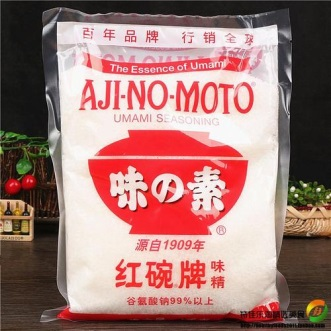 百年品牌 行销全球
The Essence of Umami
AJI-NO-MOTO®
UMAMI SEASONING
味の素
®
源自1909年
红碗牌 味精
谷氨酸钠99%以上